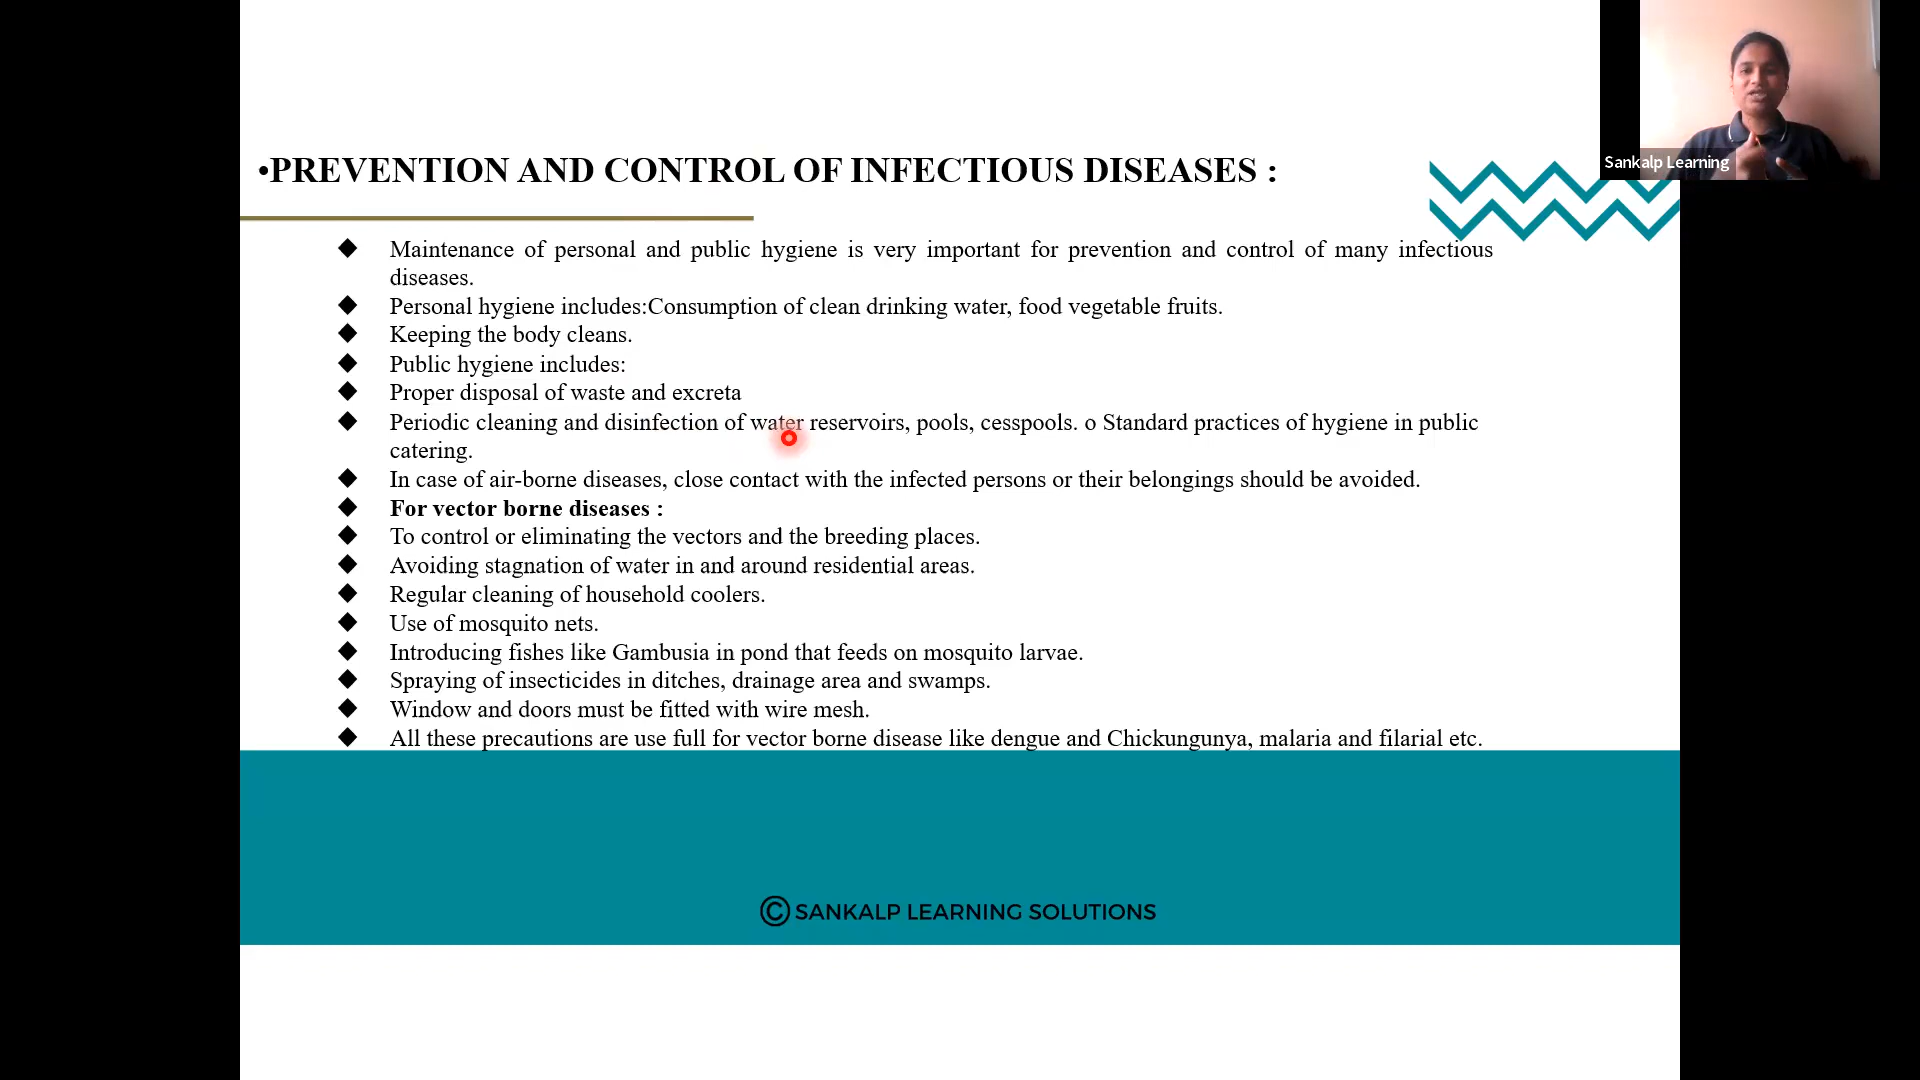 •PREVENTION AND CONTROL OF INFECTIOUS DISEASES :
Sankalp Learning
Maintenance of personal and public hygiene is very important for prevention and control of many infectious
diseases.
Personal hygiene includes:Consumption of clean drinking water, food vegetable fruits.
Keeping the body cleans.
Public hygiene includes:
Proper disposal of waste and excreta
Periodic cleaning and disinfection of water reservoirs, pools, cesspools. o Standard practices of hygiene in public
catering.
In case of air-borne diseases, close contact with the infected persons or their belongings should be avoided.
For vector borne diseases :
To control or eliminating the vectors and the breeding places.
Avoiding stagnation of water in and around residential areas.
Regular cleaning of household coolers.
Use of mosquito nets.
Introducing fishes like Gambusia in pond that feeds on mosquito larvae.
Spraying of insecticides in ditches, drainage area and swamps.
Window and doors must be fitted with wire mesh.
All these precautions are use full for vector borne disease like dengue and Chickungunya, malaria and filarial etc.
© SANKALP LEARNING SOLUTIONS